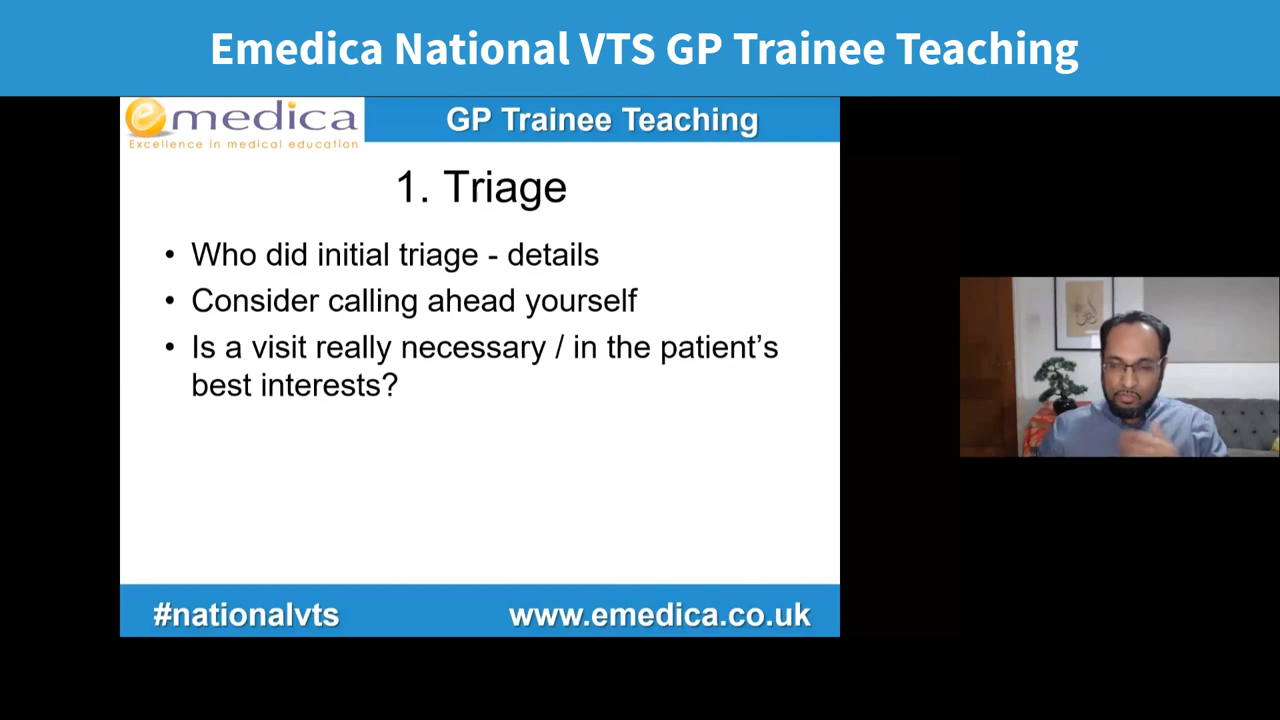 Emedica National VTS GP Trainee Teaching
emedica
Excellence in medical education
GP Trainee Teaching
1. Triage
• Who did initial triage - details
• Consider calling ahead yourself
• Is a visit really necessary / in the patient’s
best interests?
#nationalvts
www.emedica.co.uk